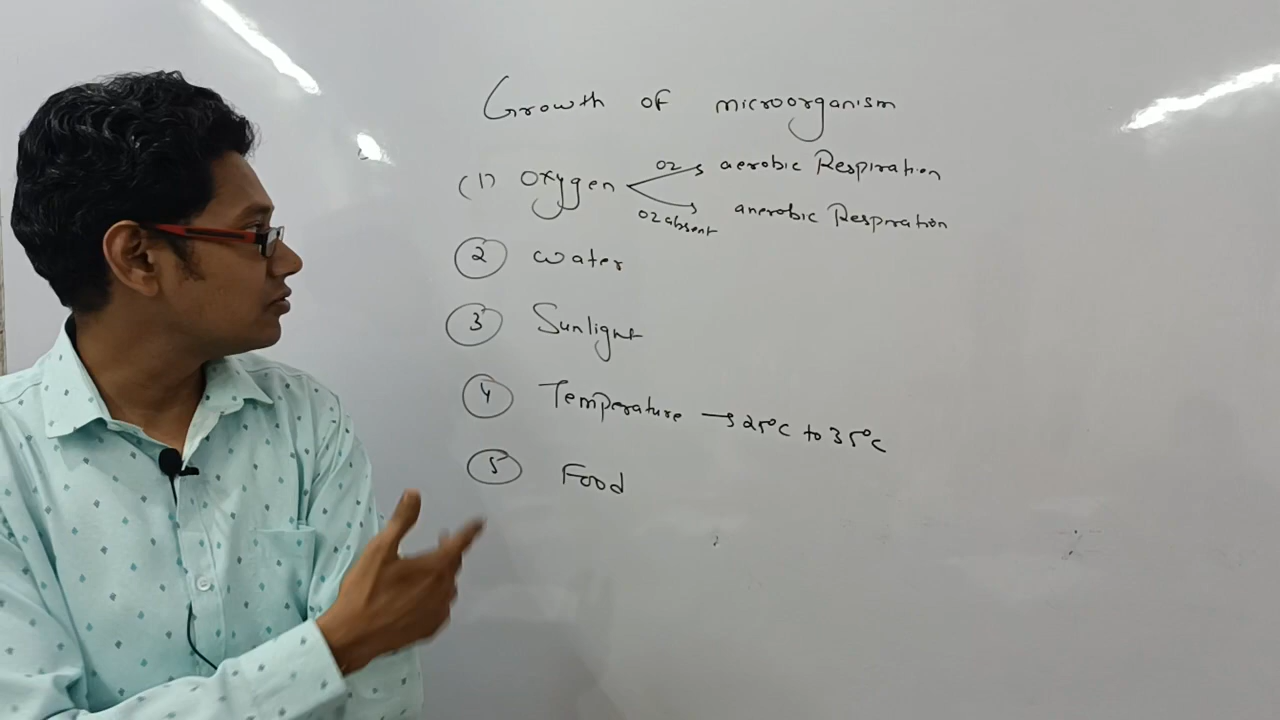 Growth of microorganism
(1) Oxygen O2 → aerobic Respiration
O2 absent → anerobic Respiration
2 water
3 Sunlight
4 Temperature → 25°C to 35°C
5 Food